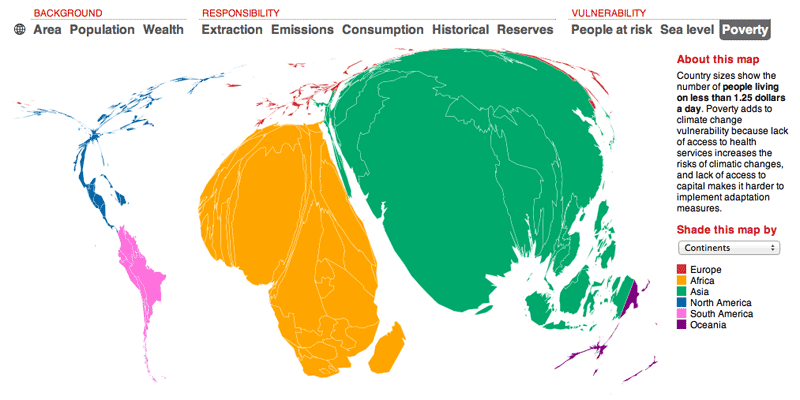 BACKGROUND
RESPONSIBILITY
VULNERABILITY
Area Population Wealth
Extraction Emissions Consumption Historical Reserves
People at risk Sea level Poverty
About this map
Country sizes show the
number of people living
on less than 1.25 dollars
a day. Poverty adds to
climate change
vulnerability because lack
of access to health
services increases the
risks of climatic changes,
and lack of access to
capital makes it harder to
implement adaptation
measures.
Shade this map by
Continents
Europe
Africa
Asia
North America
South America
Oceania